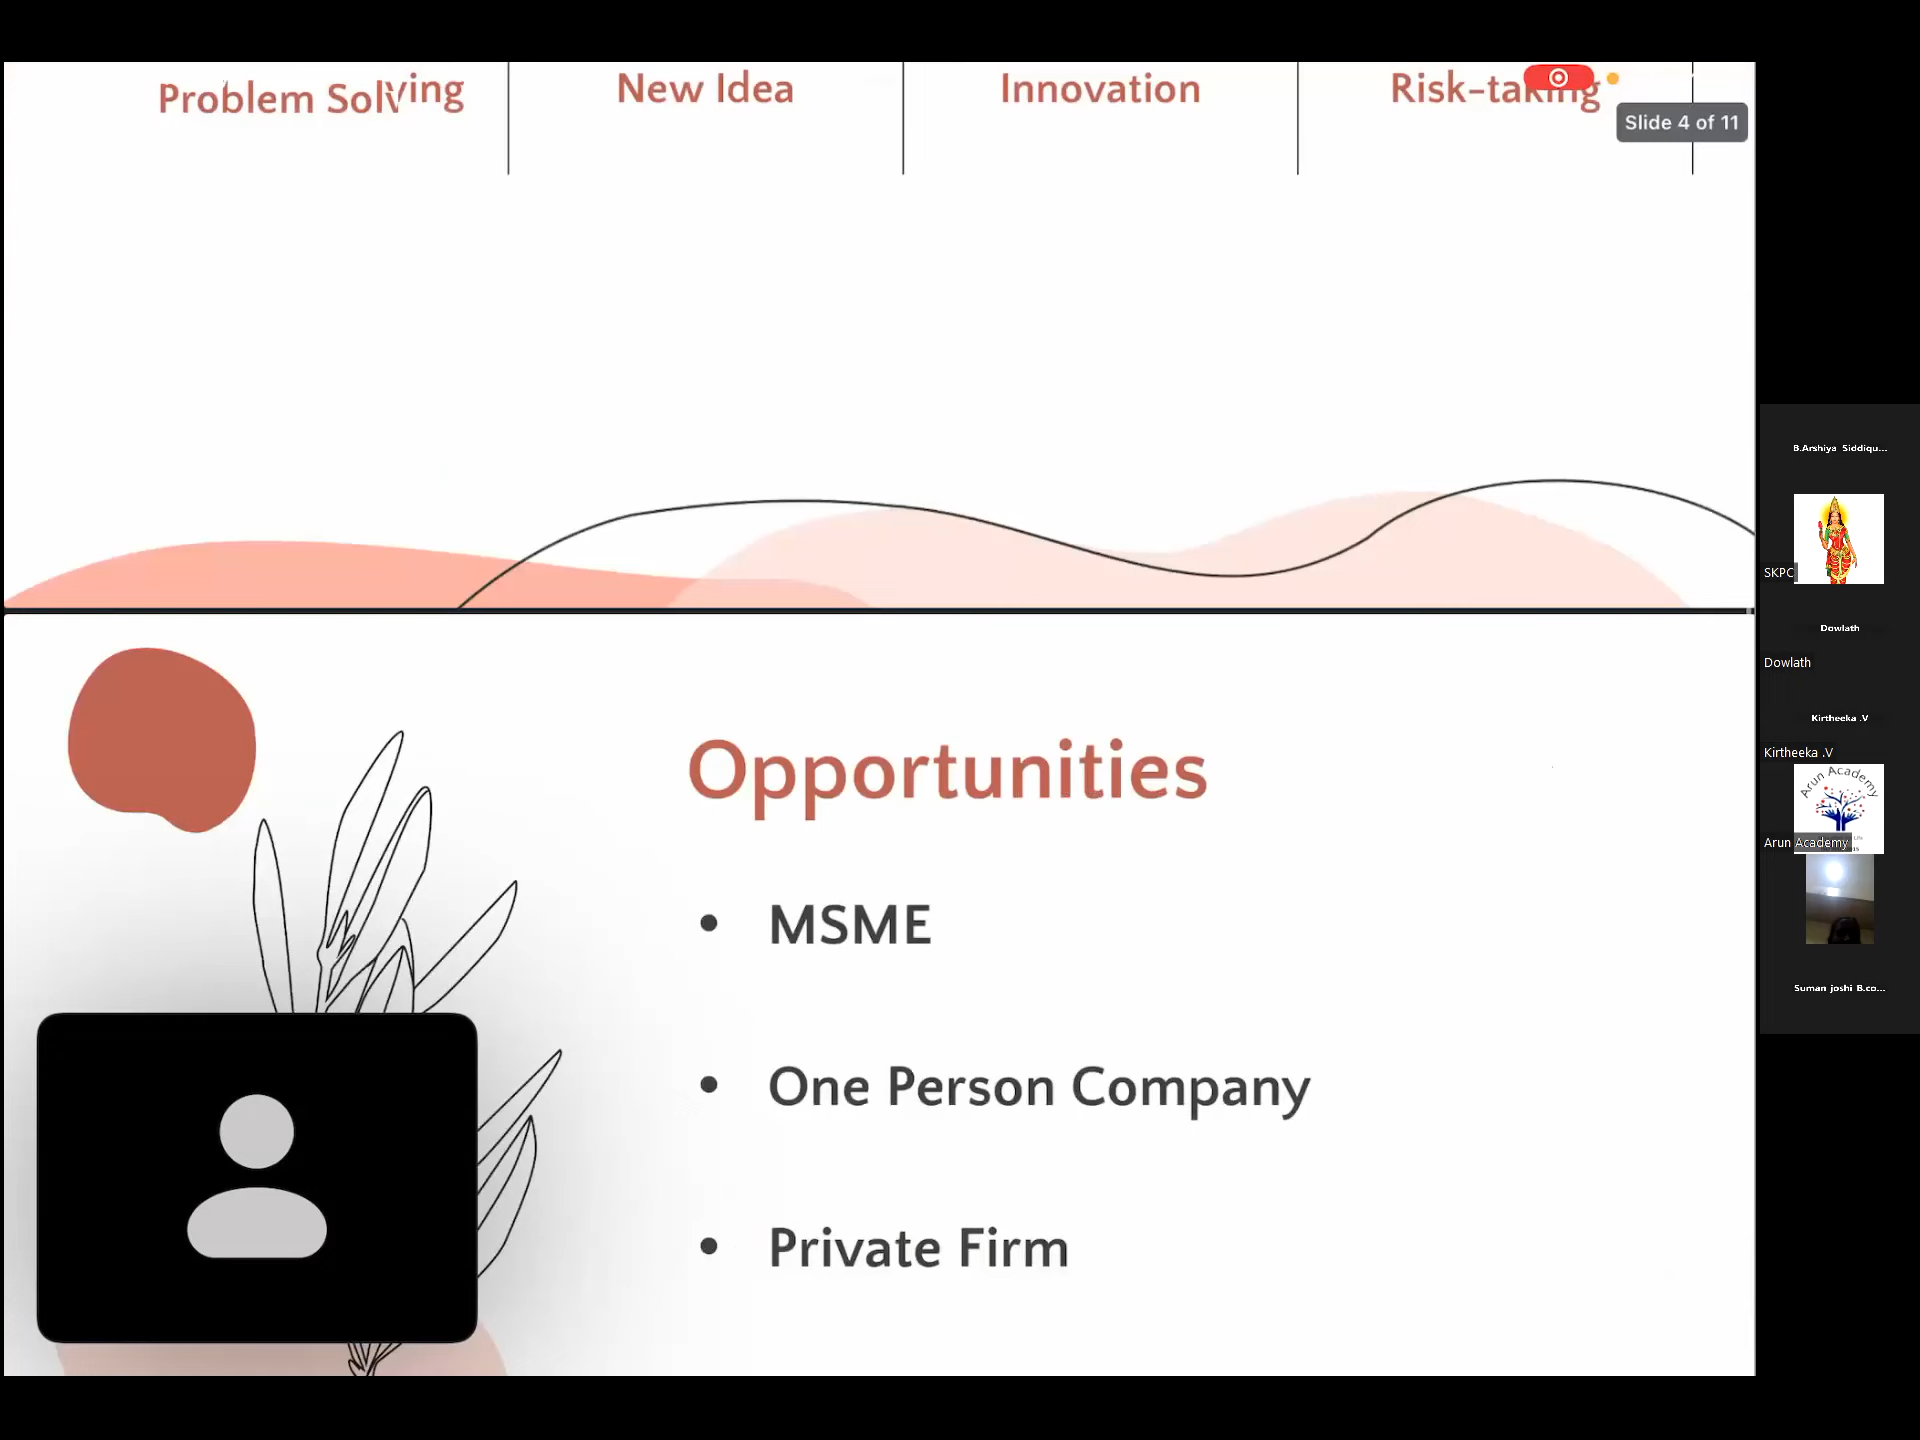 Problem Solving
New Idea
Innovation
Risk-taking
Slide 4 of 11
Opportunities
• MSME
• One Person Company
• Private Firm
B.Arshiya Siddiqu...
SKPC
Dowlath
Dowlath
Kirtheeka .V
Kirtheeka .V
Arun Academy
Arun Academy
Suman joshi B.co...